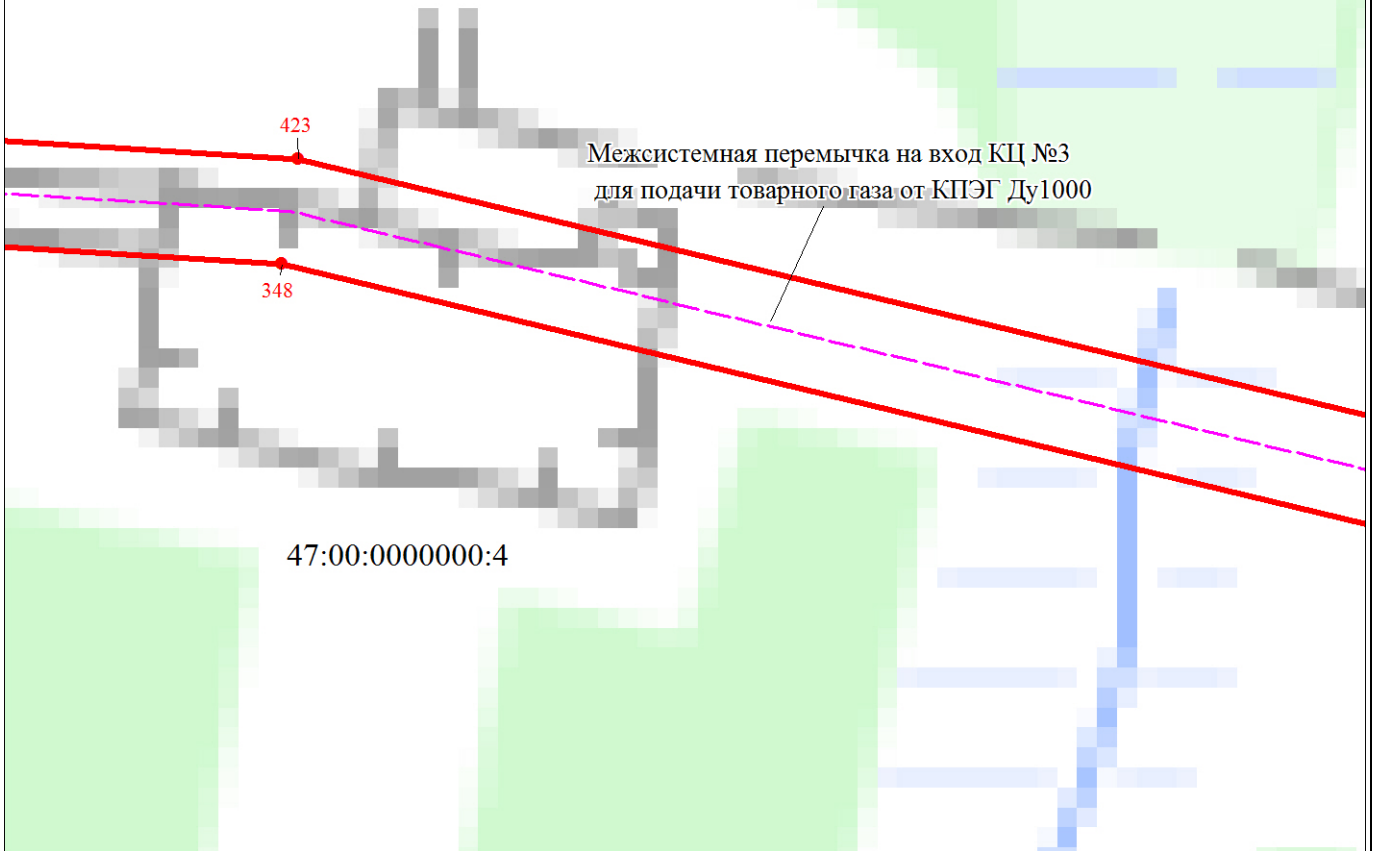 423
Межсистемная перемычка на вход КЦ №3
для подачи товарного газа от КПЭГ Ду1000
348
47:00:0000000:4